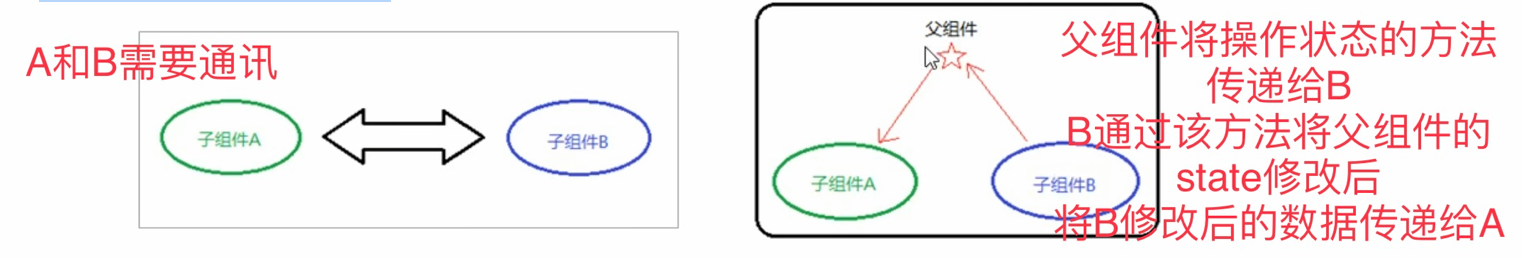 A和B需要通讯
子组件A
子组件B
父组件
子组件A
子组件B
父组件将操作状态的方法
传递给B
B通过该方法将父组件的
state修改后
将B修改后的数据传递给A